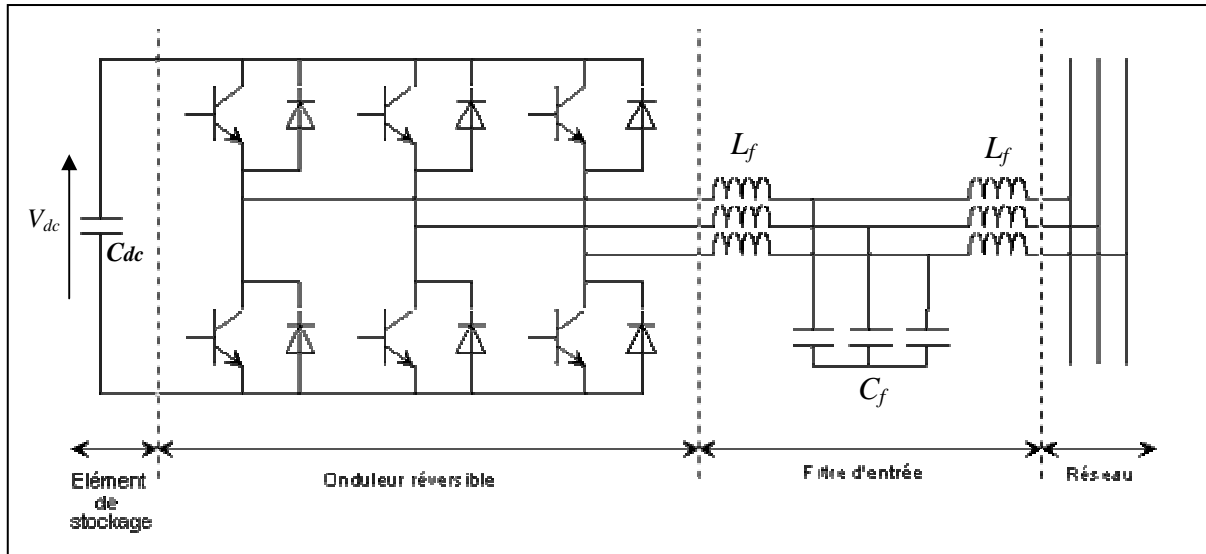 L_f
L_f
V_dc
C_dc
C_f
Elément
de
stockage
Onduleur réversible
Filtre d'entrée
Réseau